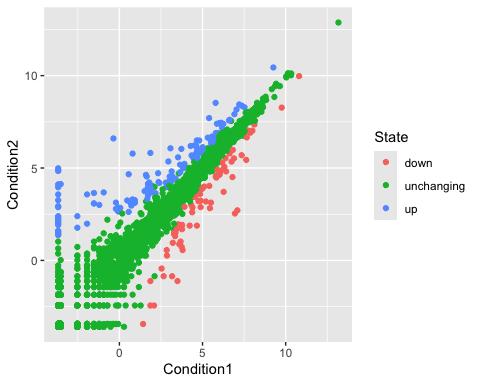 10
5
0
Condition2
0
5
10
Condition1
State
down
unchanging
up